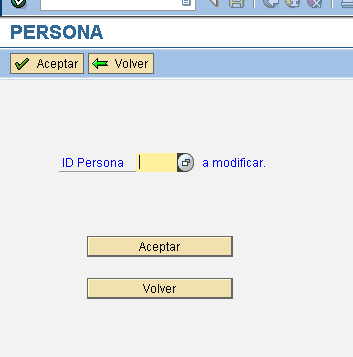 PERSONA
Aceptar Volver
ID Persona a modificar.
Aceptar
Volver